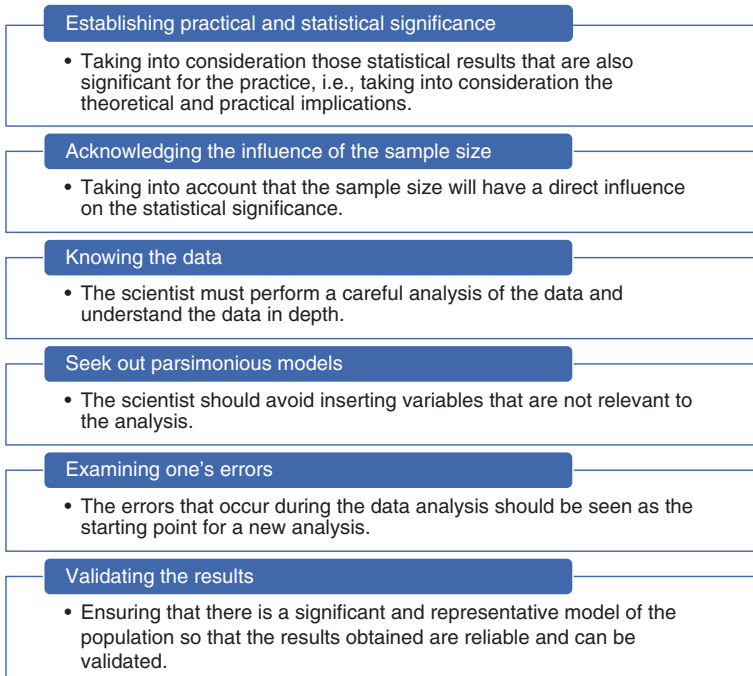 Establishing practical and statistical significance
• Taking into consideration those statistical results that are also
significant for the practice, i.e., taking into consideration the
theoretical and practical implications.
Acknowledging the influence of the sample size
• Taking into account that the sample size will have a direct influence
on the statistical significance.
Knowing the data
• The scientist must perform a careful analysis of the data and
understand the data in depth.
Seek out parsimonious models
• The scientist should avoid inserting variables that are not relevant to
the analysis.
Examining one's errors
• The errors that occur during the data analysis should be seen as the
starting point for a new analysis.
Validating the results
• Ensuring that there is a significant and representative model of the
population so that the results obtained are reliable and can be
validated.